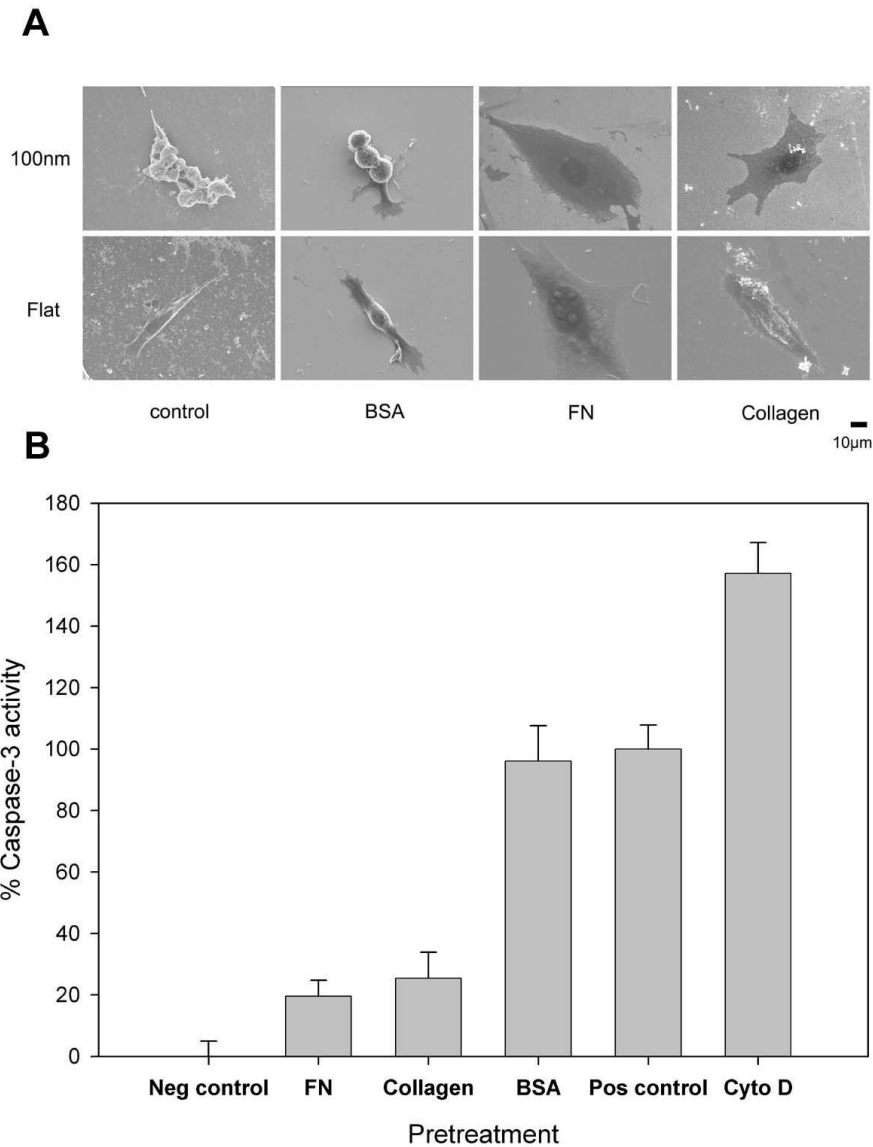 A
100nm
Flat
control BSA FN Collagen
10µm
B
180
160
140
120
100
80
60
40
20
0
% Caspase-3 activity
Neg control FN Collagen BSA Pos control Cyto D
Pretreatment